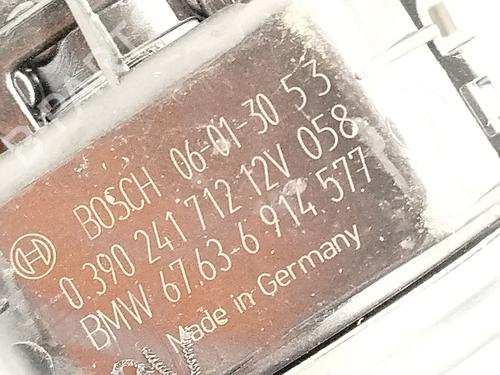 BOSCH 06-01-30 53
0 390 241 712 12V 058
BMW 67.63-6 914 577
Made in Germany